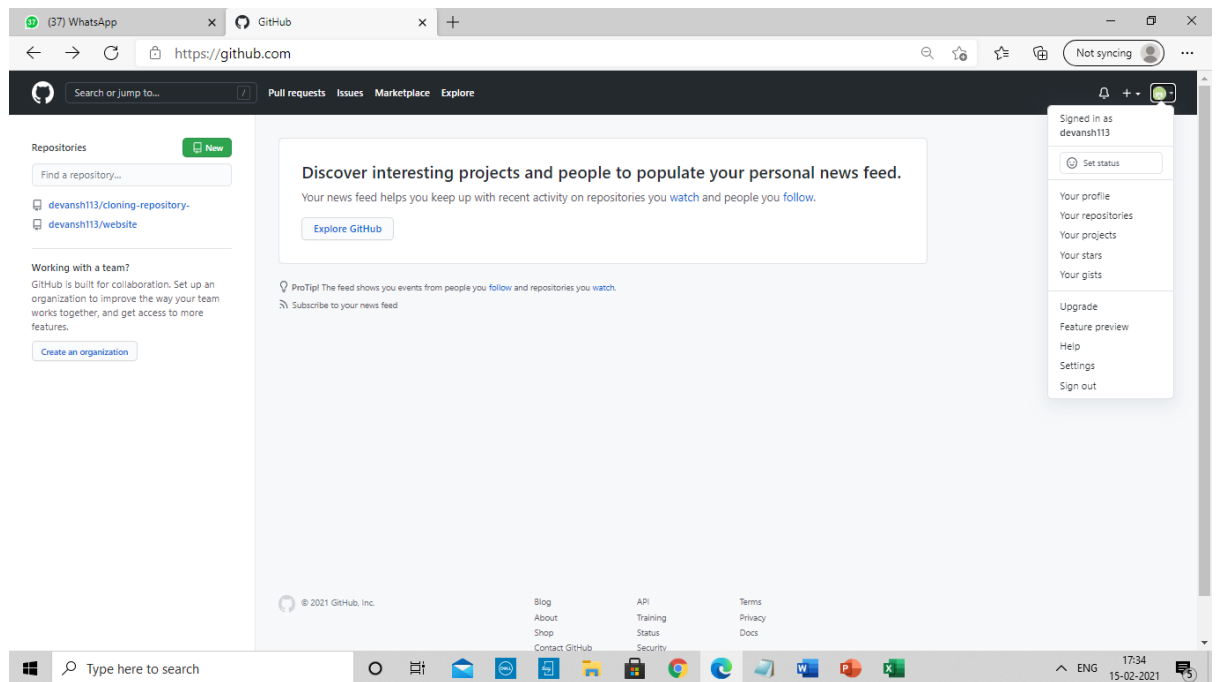 (37) WhatsApp
GitHub
https://github.com
Not syncing
Search or jump to...
/
Pull requests Issues Marketplace Explore
Signed in as
devansh113
Set status
Your profile
Your repositories
Your projects
Your stars
Your gists
Upgrade
Feature preview
Help
Settings
Sign out
Repositories
New
Find a repository...
devansh113/cloning-repository-
devansh113/website
Working with a team?
GitHub is built for collaboration. Set up an
organization to improve the way your team
works together, and get access to more
features.
Create an organization
Discover interesting projects and people to populate your personal news feed.
Your news feed helps you keep up with recent activity on repositories you watch and people you follow.
Explore GitHub
ProTip! The feed shows you events from people you follow and repositories you watch.
Subscribe to your news feed
© 2021 GitHub, Inc.
Blog
About
Shop
Contact GitHub
API
Training
Status
Security
Terms
Privacy
Docs
Type here to search
DELL
ENG
17:34
15-02-2021
5